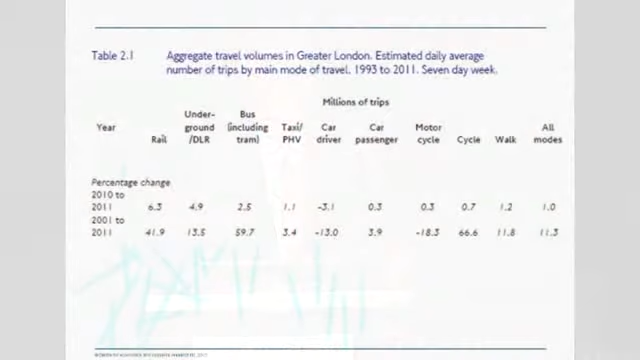 Table 2.1 Aggregate travel volumes in Greater London. Estimated daily average
number of trips by main mode of travel. 1993 to 2011. Seven day week.
Millions of trips
Year Rail Under-ground/DLR Bus (including tram) Taxi/PHV Car driver Car passenger Motor cycle Cycle Walk All modes
Percentage change
2010 to
2011 6.3 4.9 2.5 1.1 -3.1 0.3 0.3 0.7 1.2 1.0
2001 to
2011 41.9 13.5 59.7 3.4 -13.0 3.9 -18.3 66.6 11.8 11.3